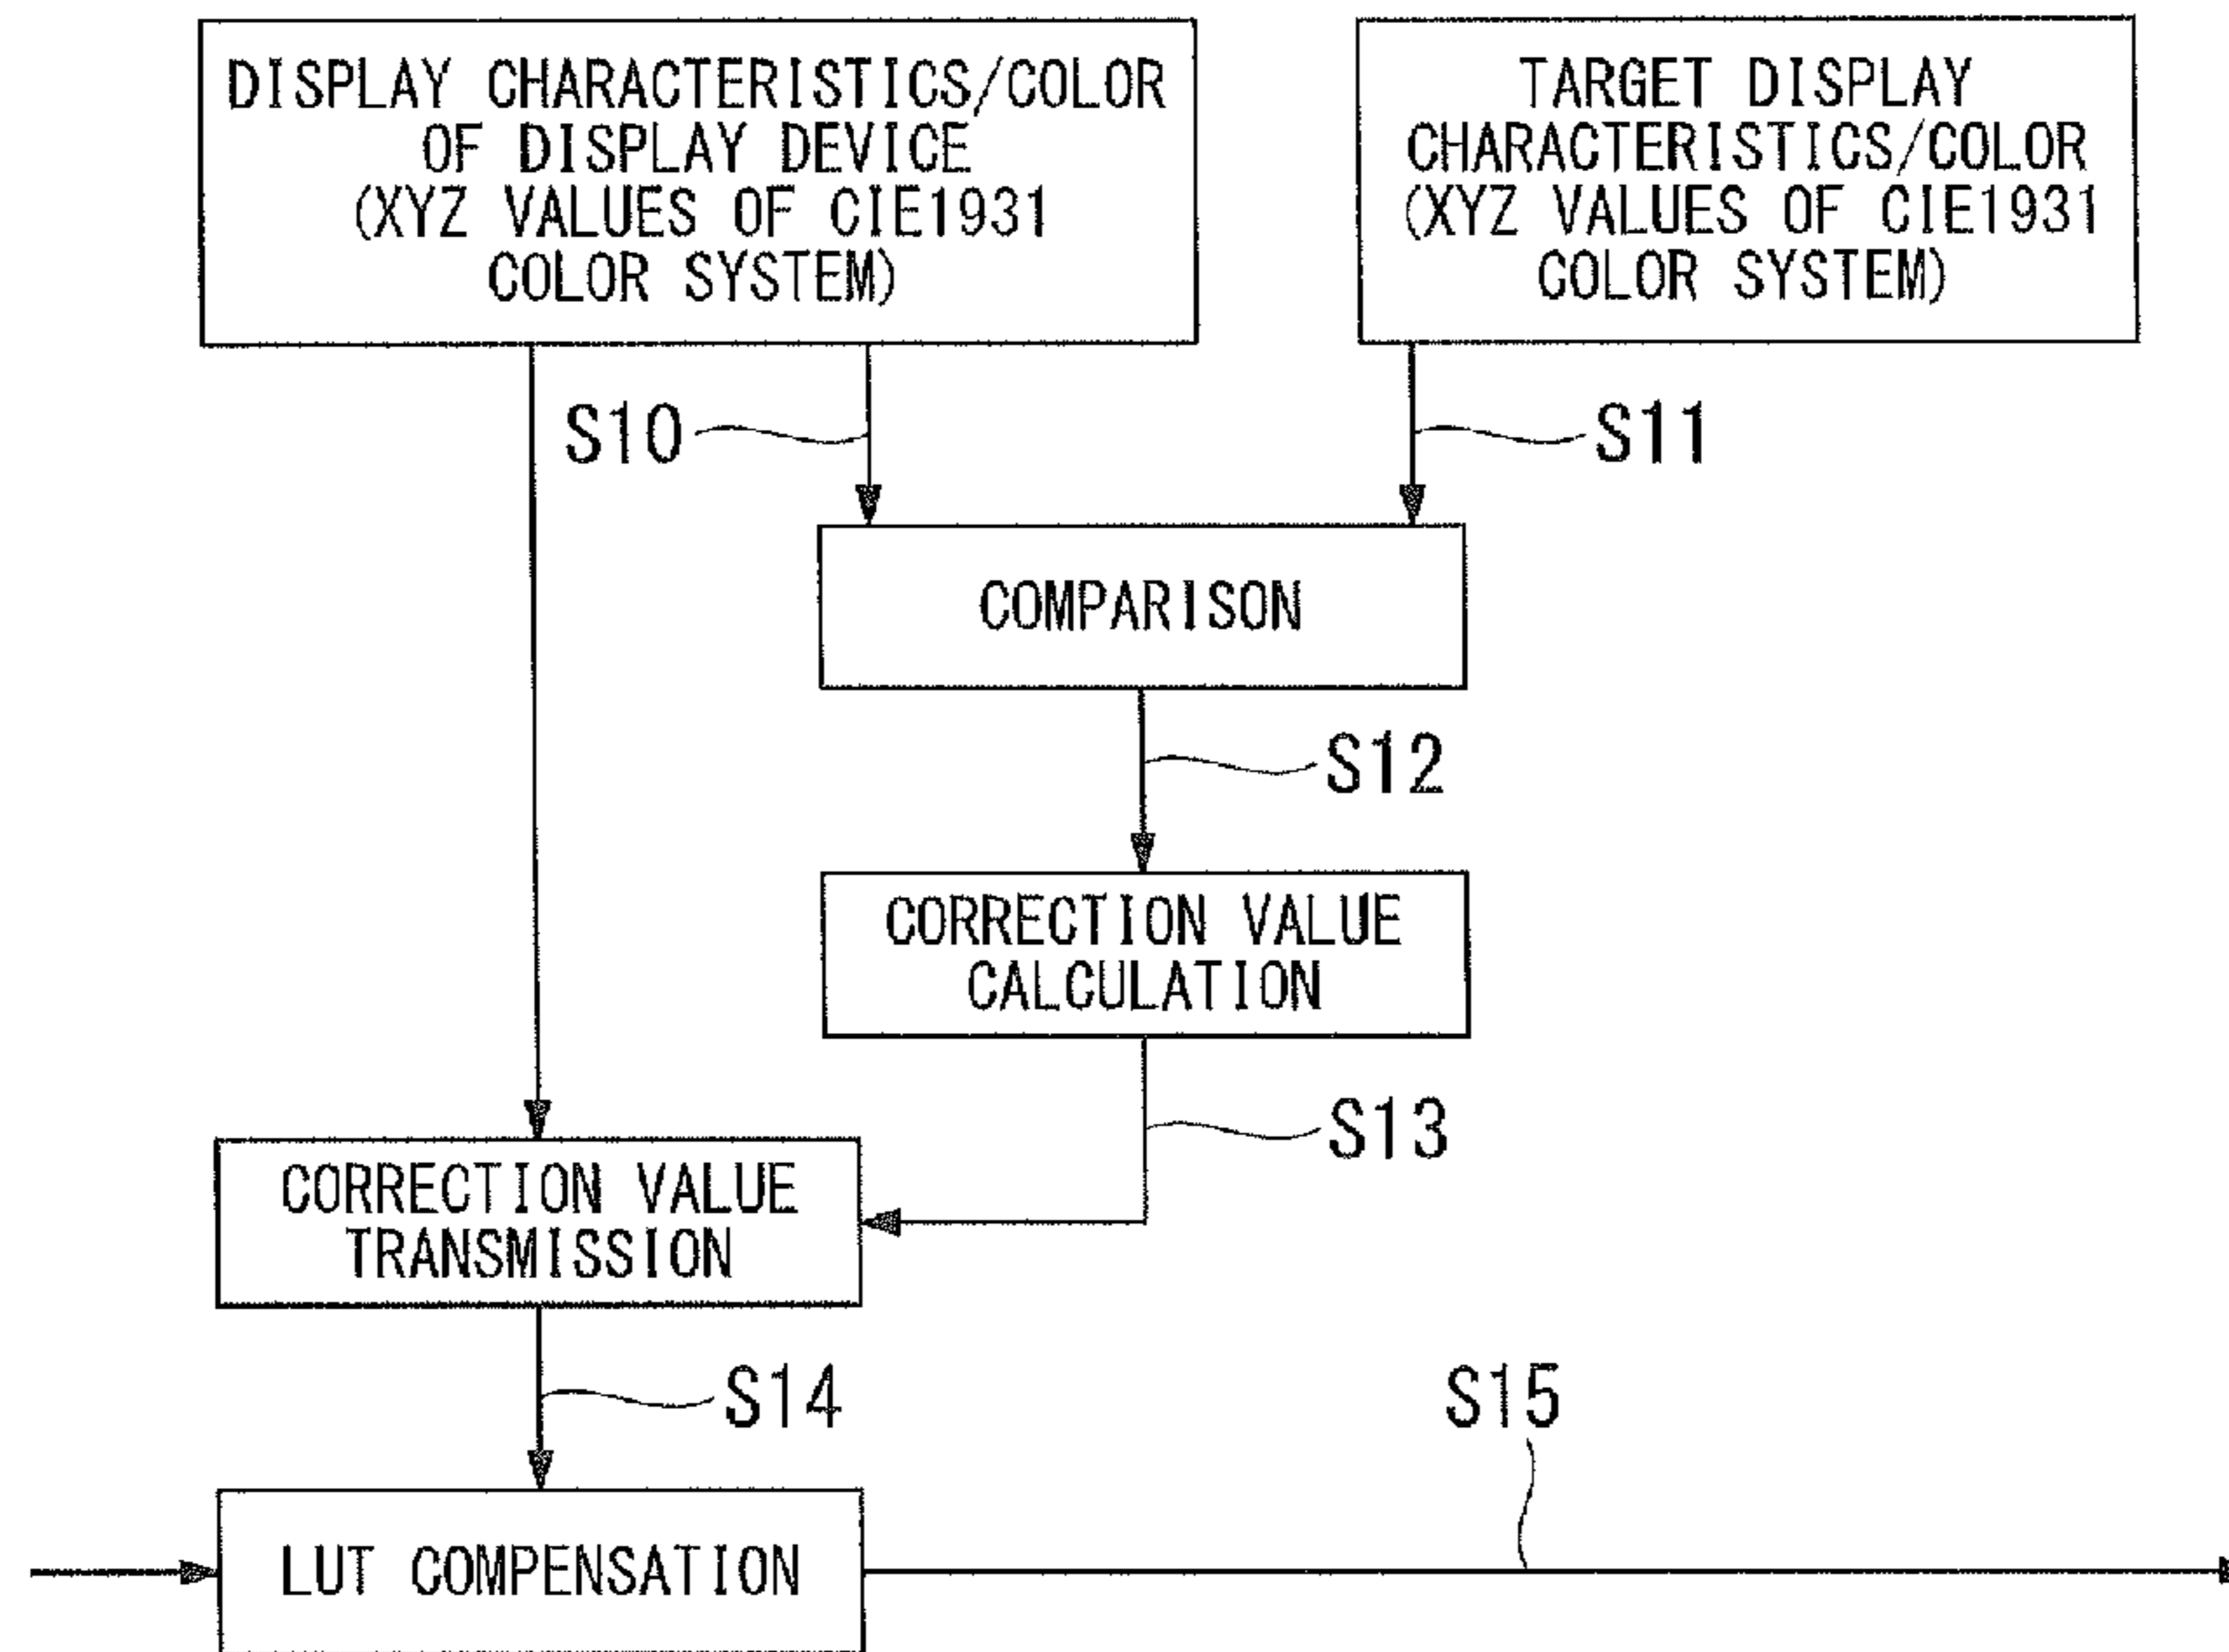 DISPLAY CHARACTERISTICS/COLOR
OF DISPLAY DEVICE
(XYZ VALUES OF CIE1931
COLOR SYSTEM)
TARGET DISPLAY
CHARACTERISTICS/COLOR
(XYZ VALUES OF CIE1931
COLOR SYSTEM)
S10
S11
COMPARISON
S12
CORRECTION VALUE
CALCULATION
S13
CORRECTION VALUE
TRANSMISSION
S14
S15
LUT COMPENSATION